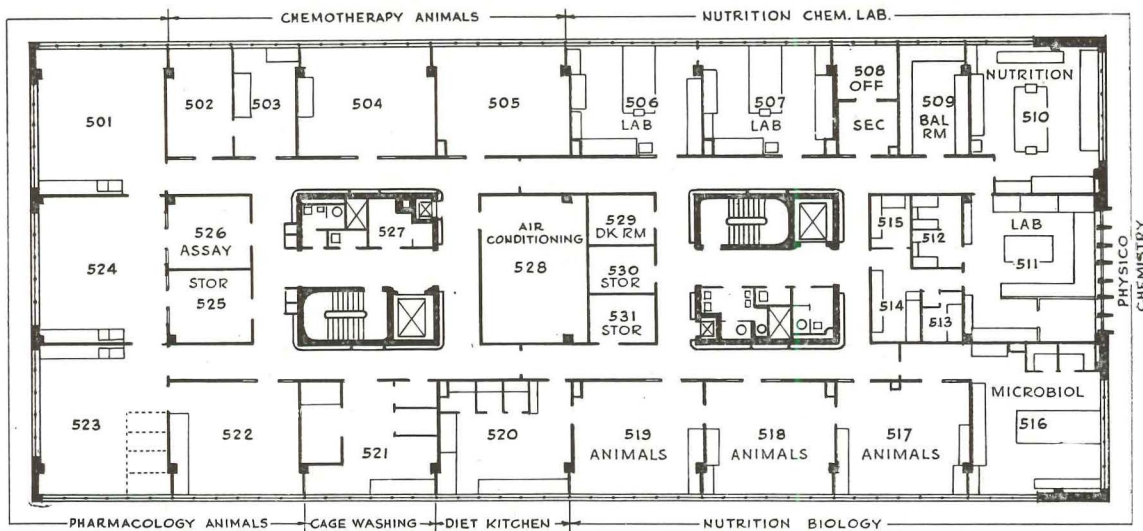 CHEMOTHERAPY ANIMALS
NUTRITION CHEM. LAB.
501
502
503
504
505
506
LAB
507
LAB
508
OFF
SEC
509
BAL
RM
NUTRITION
510
524
526
ASSAY
STOR
525
527
AIR
CONDITIONING
528
529
DK RM
530
STOR
531
STOR
515
512
514
513
LAB
511
PHYSICO
CHEMISTRY
523
522
521
520
519
ANIMALS
518
ANIMALS
517
ANIMALS
MICROBIOL
516
PHARMACOLOGY ANIMALS
CAGE WASHING
DIET KITCHEN
NUTRITION BIOLOGY